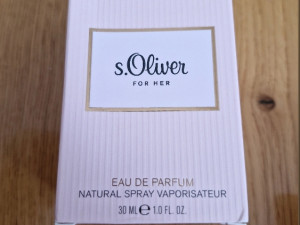 s.Oliver
FOR HER
EAU DE PARFUM
NATURAL SPRAY VAPORISATEUR
30 ML ℮ 1.0 FL. OZ.